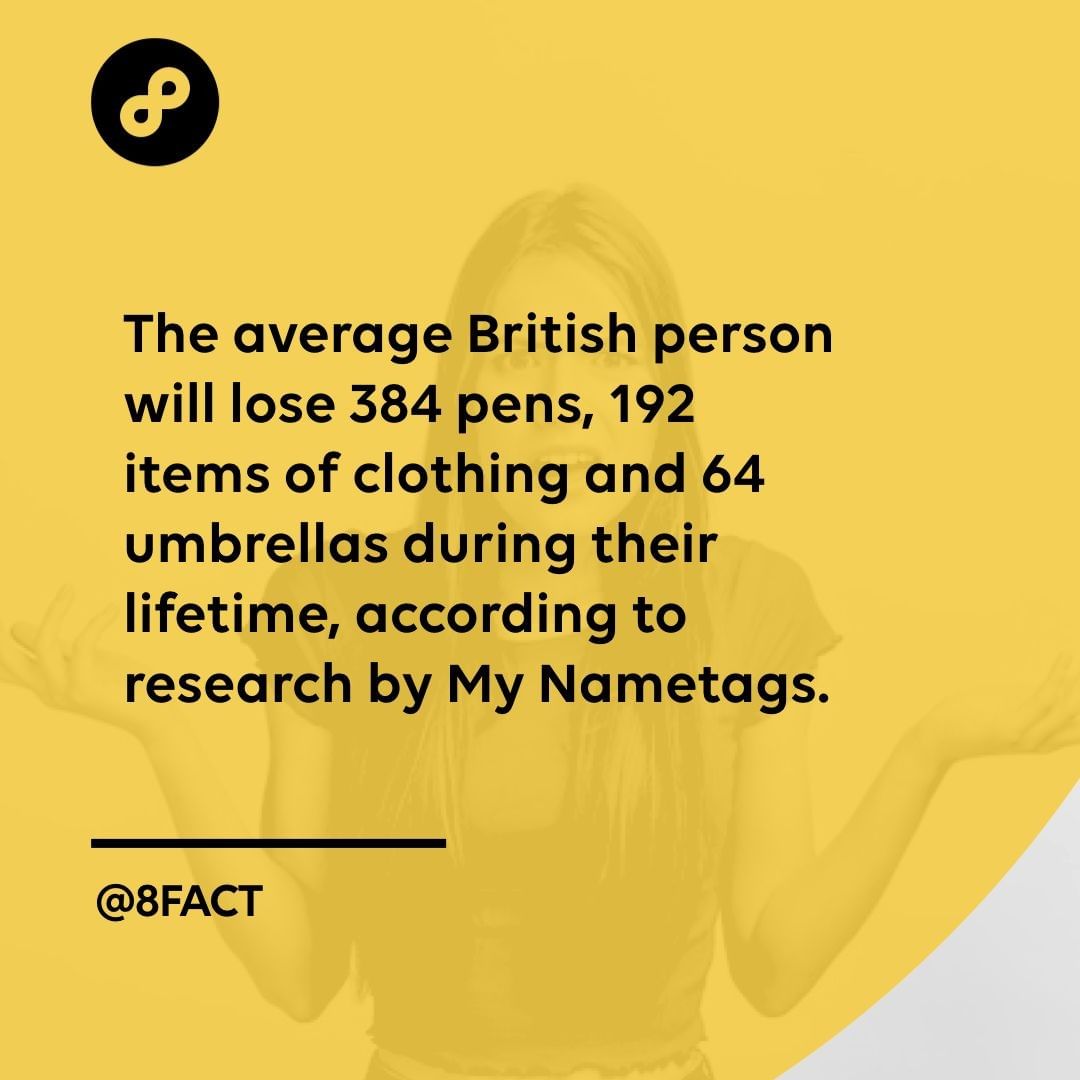 The average British person
will lose 384 pens, 192
items of clothing and 64
umbrellas during their
lifetime, according to
research by My Nametags.
@8FACT